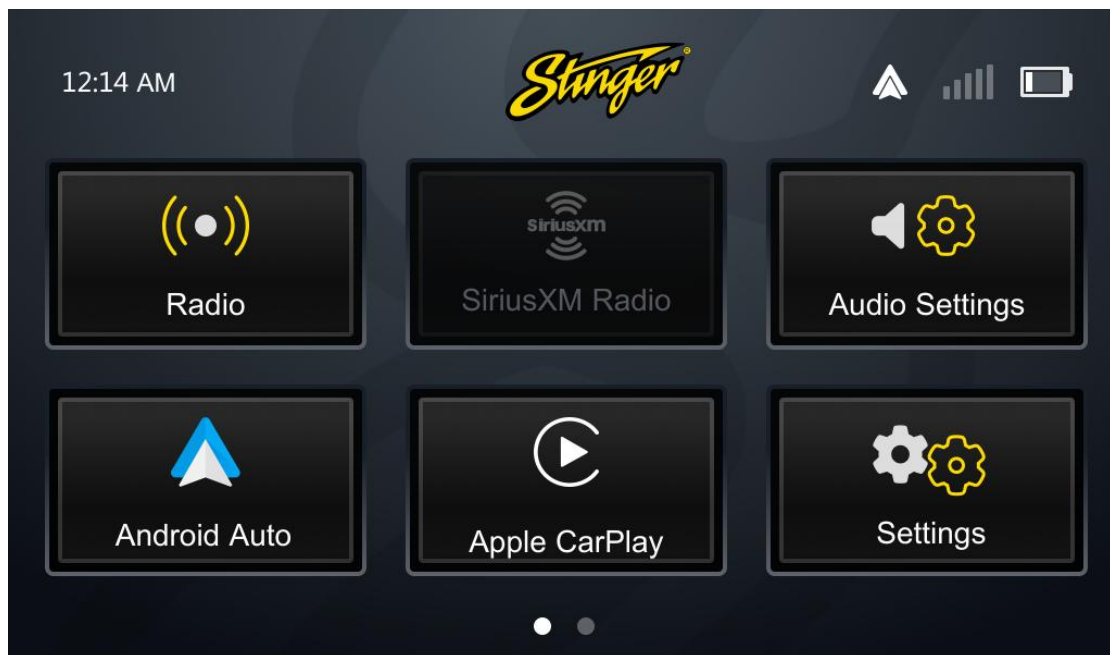 12:14 AM
Stinger®
Radio
SiriusXm
SiriusXM Radio
Audio Settings
Android Auto
Apple CarPlay
Settings